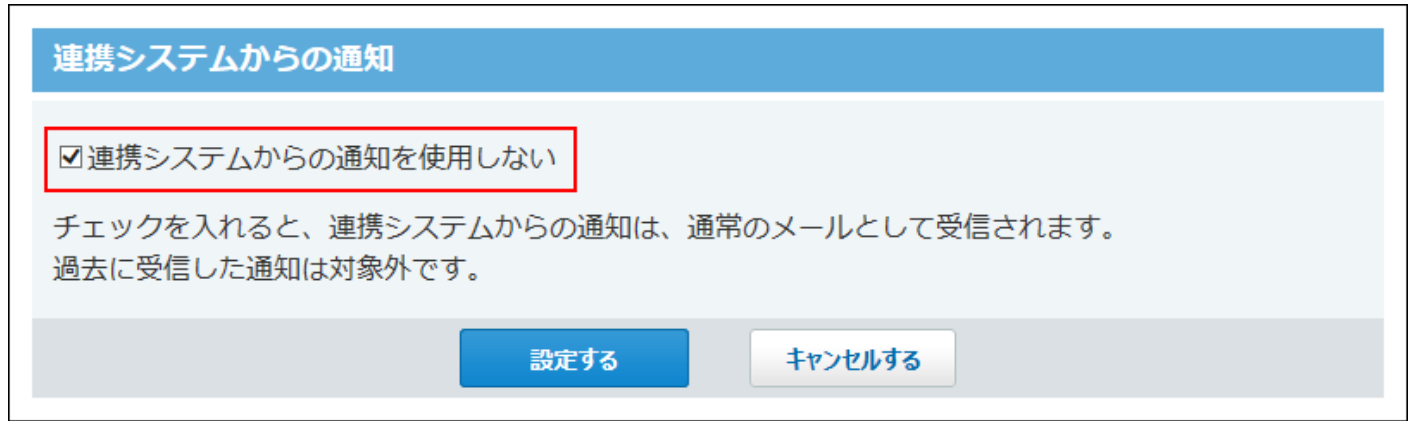 連携システムからの通知
連携システムからの通知を使用しない
チェックを入れると、連携システムからの通知は、通常のメールとして受信されます。
過去に受信した通知は対象外です。
設定する
キャンセルする